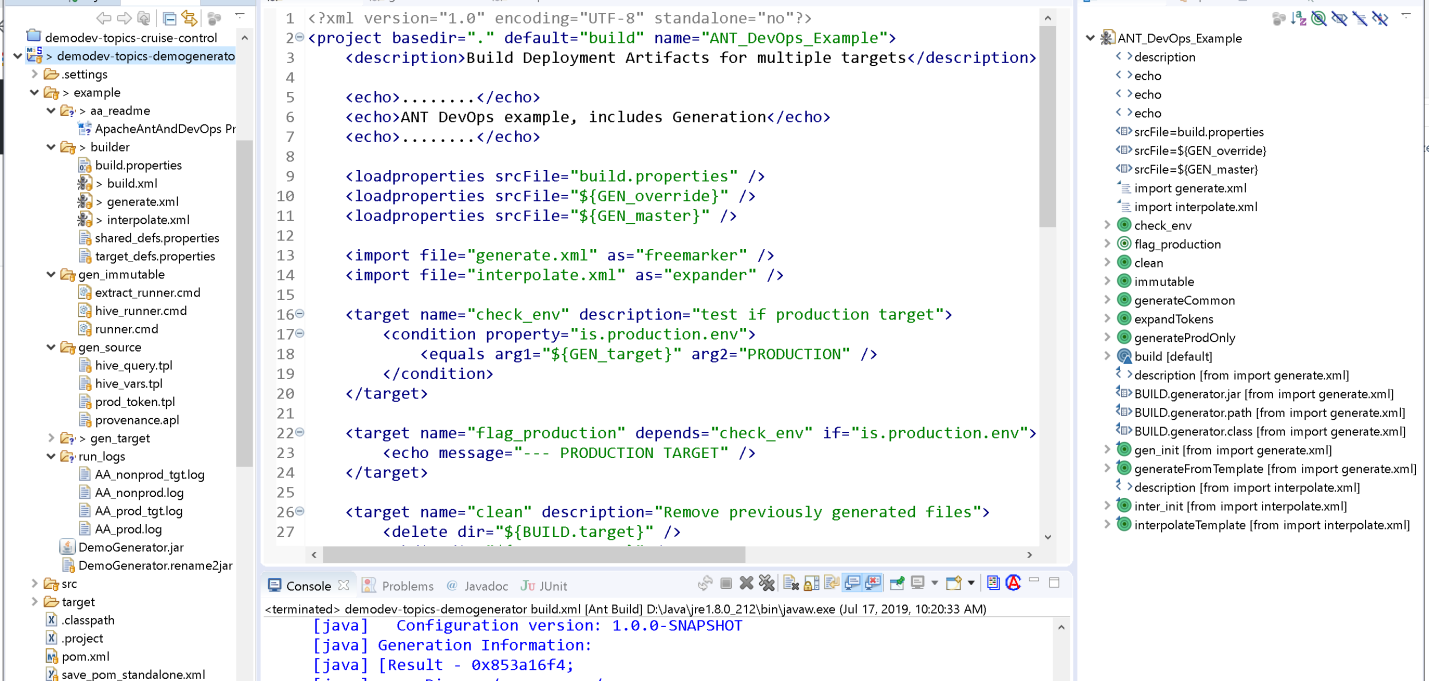 demodev-topics-cruise-control
> demodev-topics-demogenerato
.settings
> example
> aa_readme
ApacheAntAndDevOps Pr
> builder
build.properties
> build.xml
> generate.xml
> interpolate.xml
shared_defs.properties
target_defs.properties
gen_immutable
extract_runner.cmd
hive_runner.cmd
runner.cmd
gen_source
hive_query.tpl
hive_vars.tpl
prod_token.tpl
provenance.apl
> gen_target
run_logs
AA_nonprod_tgt.log
AA_nonprod.log
AA_prod_tgt.log
AA_prod.log
DemoGenerator.jar
DemoGenerator.rename2jar
src
target
.classpath
.project
pom.xml
save_pom_standalone.xml
1 <?xml version="1.0" encoding="UTF-8" standalone="no"?>
2 <project basedir="." default="build" name="ANT_DevOps_Example">
3 <description>Build Deployment Artifacts for multiple targets</description>
4
5 <echo>........</echo>
6 <echo>ANT DevOps example, includes Generation</echo>
7 <echo>........</echo>
8
9 <loadproperties srcFile="build.properties" />
10 <loadproperties srcFile="${GEN_override}" />
11 <loadproperties srcFile="${GEN_master}" />
12
13 <import file="generate.xml" as="freemarker" />
14 <import file="interpolate.xml" as="expander" />
15
16 <target name="check_env" description="test if production target">
17 <condition property="is.production.env">
18 <equals arg1="${GEN_target}" arg2="PRODUCTION" />
19 </condition>
20 </target>
21
22 <target name="flag_production" depends="check_env" if="is.production.env">
23 <echo message="--- PRODUCTION TARGET" />
24 </target>
25
26 <target name="clean" description="Remove previously generated files">
27 <delete dir="${BUILD.target}" />
Console Problems @ Javadoc JU JUnit
<terminated> demodev-topics-demogenerator build.xml [Ant Build] D:\Java\jre1.8.0_212\bin\javaw.exe (Jul 17, 2019, 10:20:33 AM)
[java] Configuration version: 1.0.0-SNAPSHOT
[java] Generation Information:
[java] [Result - 0x853a16f4;
ANT_DevOps_Example
description
echo
echo
echo
srcFile=build.properties
srcFile=${GEN_override}
srcFile=${GEN_master}
import generate.xml
import interpolate.xml
check_env
flag_production
clean
immutable
generateCommon
expandTokens
generateProdOnly
build [default]
description [from import generate.xml]
BUILD.generator.jar [from import generate.xml]
BUILD.generator.path [from import generate.xml]
BUILD.generator.class [from import generate.xml]
gen_init [from import generate.xml]
generateFromTemplate [from import generate.xml]
description [from import interpolate.xml]
inter_init [from import interpolate.xml]
interpolateTemplate [from import interpolate.xml]